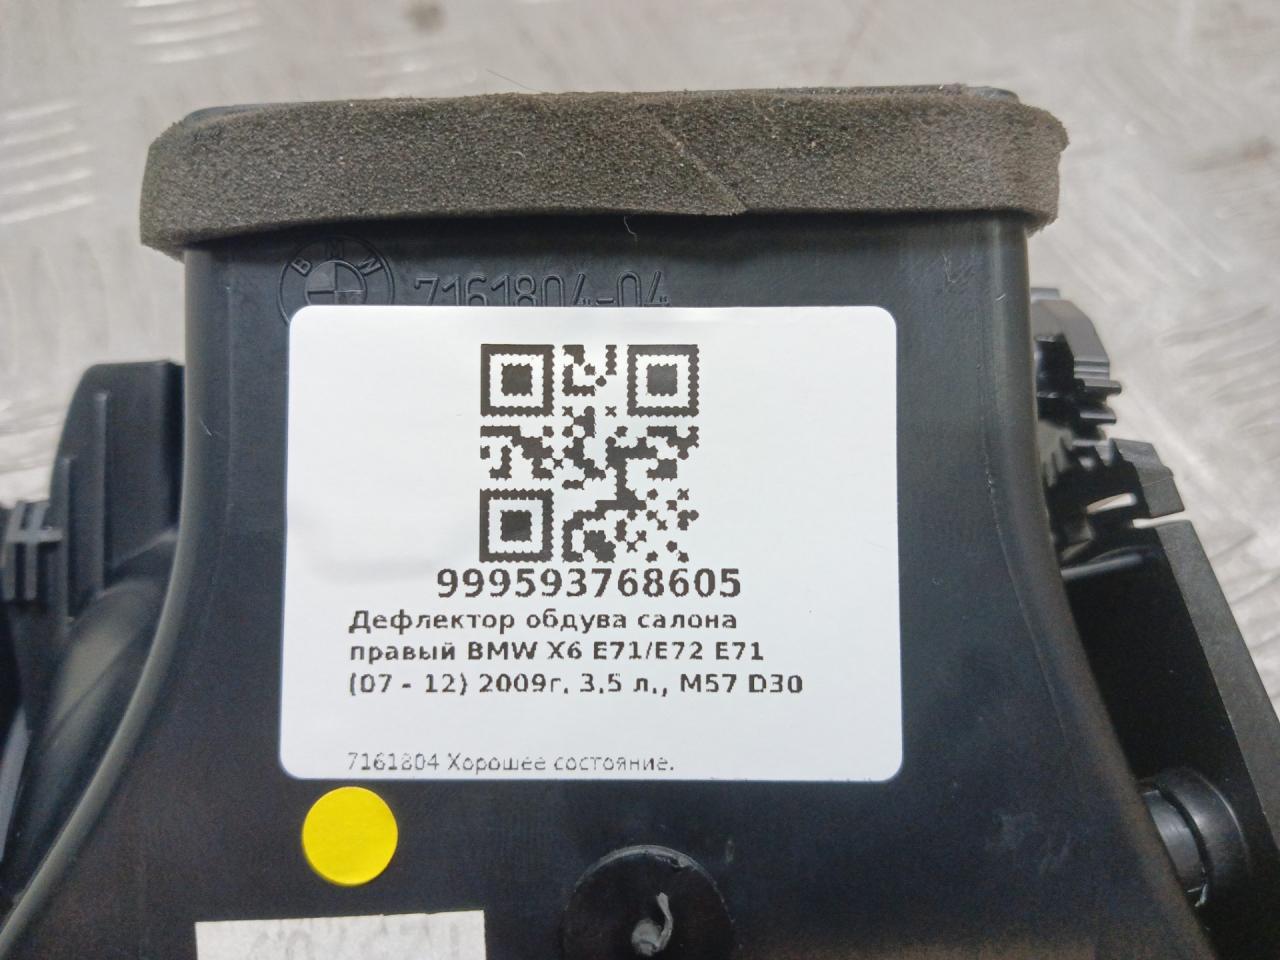 BMW
7161804-04
999593768605
Дефлектор обдува салона
правый BMW X6 E71/E72 E71
(07 - 12) 2009г, 3,5 л,, M57 D30
7161804 Хорошее состояние.